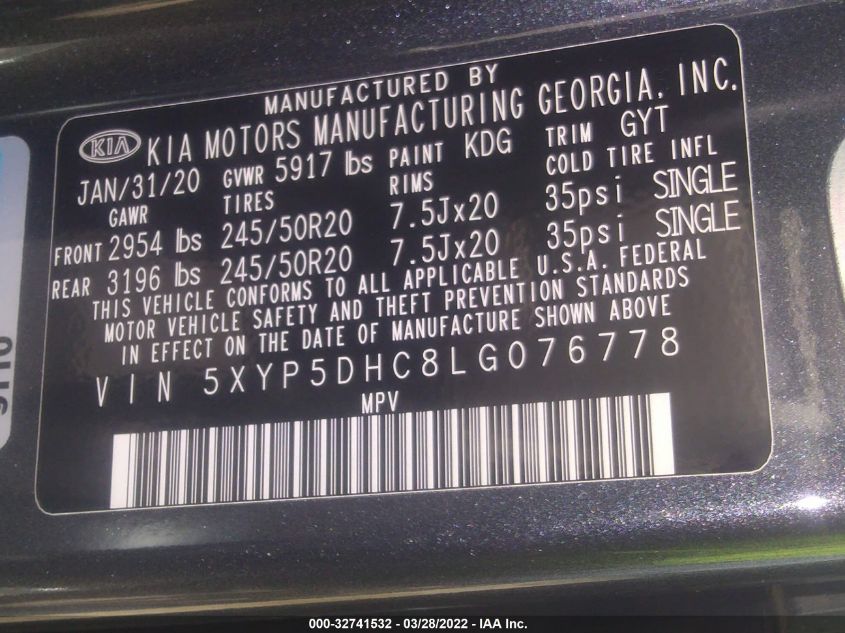 MANUFACTURED BY
KIA KIA MOTORS MANUFACTURING GEORGIA, INC.
JAN/31/20 GVWR 5917 lbs PAINT KDG TRIM GYT
GAWR TIRES RIMS COLD TIRE INFL
FRONT 2954 lbs 245/50R20 7.5Jx20 35psi SINGLE
REAR 3196 lbs 245/50R20 7.5Jx20 35psi SINGLE
THIS VEHICLE CONFORMS TO ALL APPLICABLE U.S.A. FEDERAL
MOTOR VEHICLE SAFETY AND THEFT PREVENTION STANDARDS
IN EFFECT ON THE DATE OF MANUFACTURE SHOWN ABOVE
VIN 5XYP5DHC8LG076778
MPV
000-32741532 — 03/28/2022 — IAA Inc.